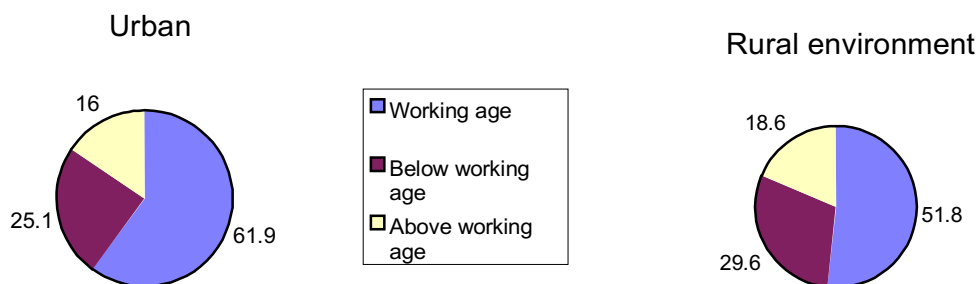 Urban
Rural environment
16
25.1
61.9
Working age
Below working
age
Above working
age
18.6
51.8
29.6